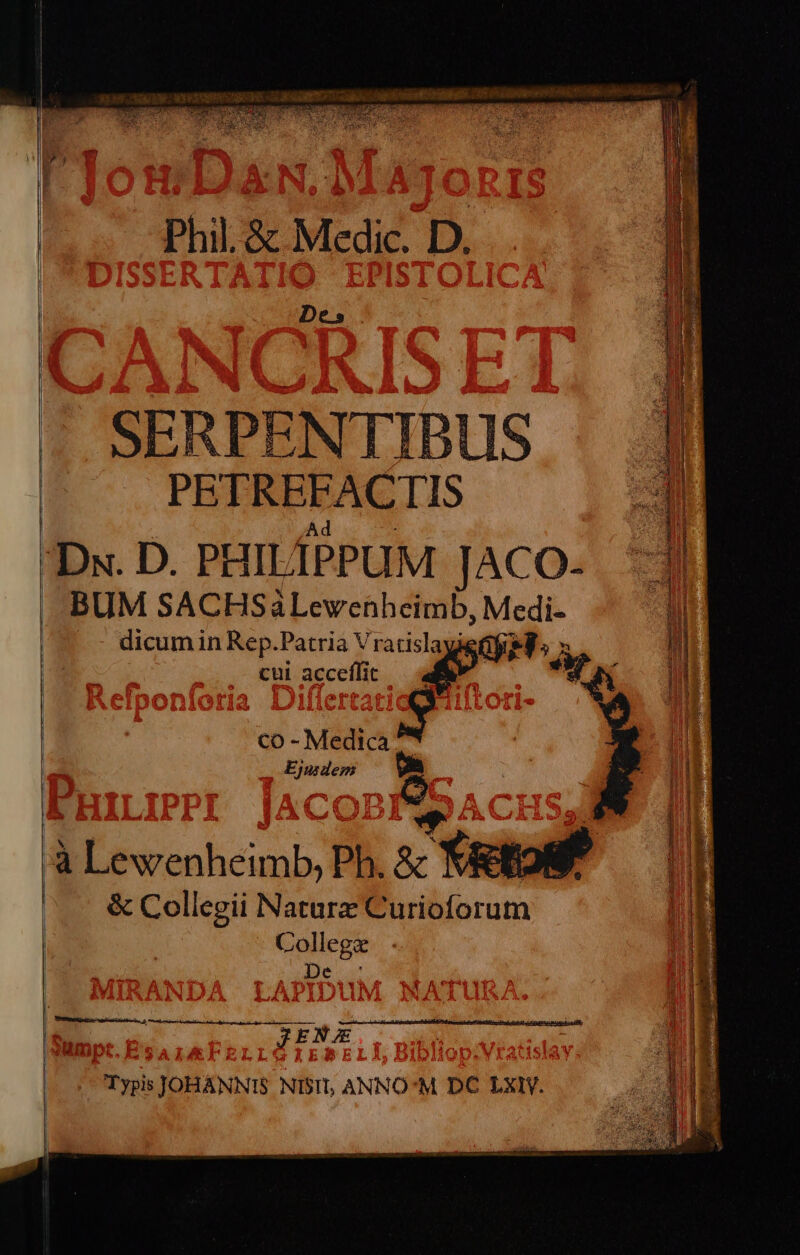 JOH. DAN. MAJORIS
Phil. & Medic. D.
DISSERTATIO EPISTOLICA
De
CANCRIS ET
SERPENTIBUS
PETREFACTIS
Ad
DN. D. PHILIPPUM JACO-
BUM SACHS à Lewenheimb, Medi-
dicum in Rep. Patria Vratislavi
cui acceſſit
Reſponſoria Diſſertatio Hiſtori-
co-Medica
Ejusdem
PHILIPPI JACOBI SACHS,
à Lewenheimb, Ph. &
& Collegii Naturæ Curioſorum
Collegæ
De
MIRANDA LAPIDUM NATURA.
JENÆ
Sumpt. ESAIÆ FELLGIEBELI, Bibliop. Vratislav.
Typis JOHANNIS NISII, ANNO M DC LXIV.